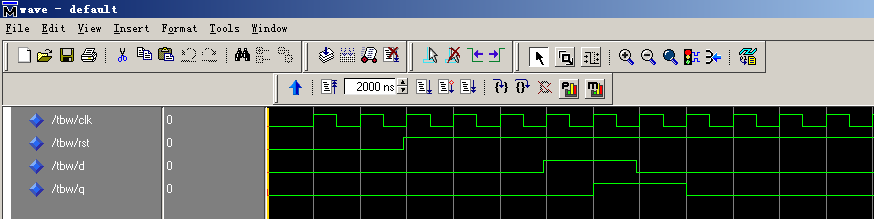 wave - default
File Edit View Insert Format Tools Window
2000 ns
/tbw/clk 0
/tbw/rst 0
/tbw/d 0
/tbw/q 0